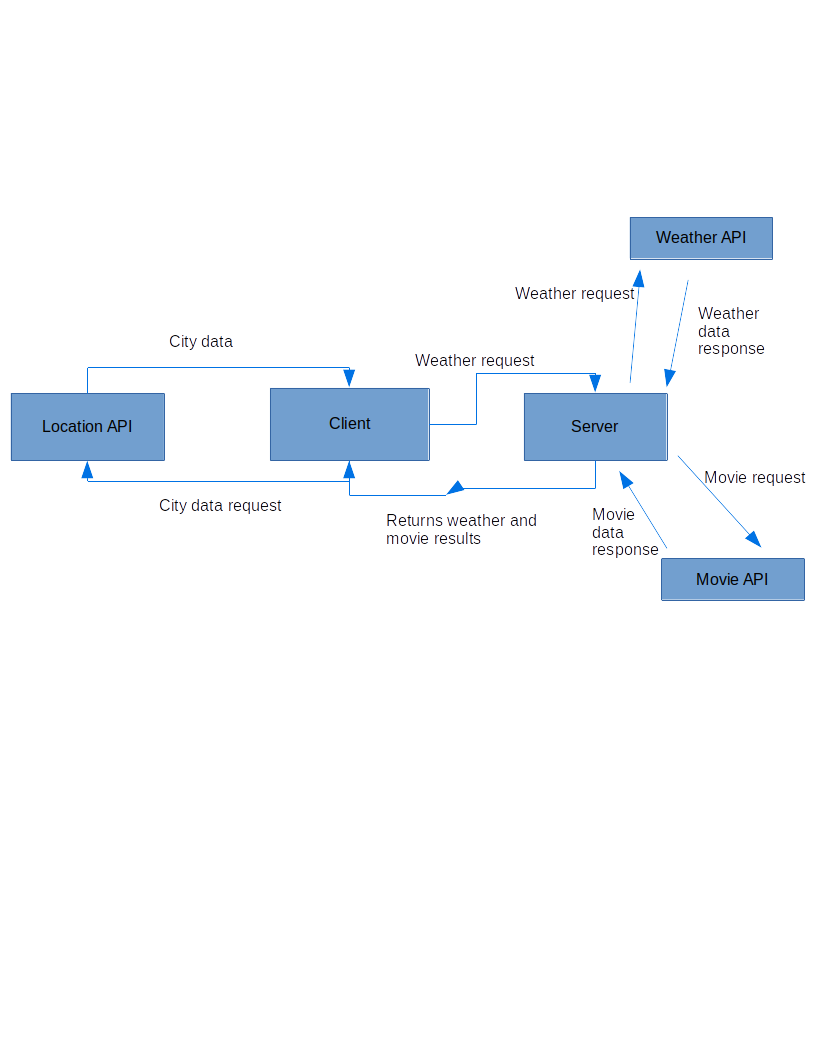 Weather API
Weather request
Weather
data
response
City data
Weather request
Location API
Client
Server
City data request
Returns weather and
movie results
Movie request
Movie
data
response
Movie API